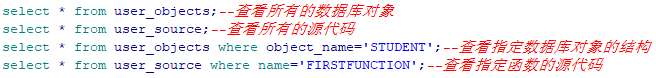 select * from user_objects;--查看所有的数据库对象
select * from user_source;--查看所有的源代码
select * from user_objects where object_name='STUDENT';--查看指定数据库对象的结构
select * from user_source where name='FIRSTFUNCTION';--查看指定函数的源代码